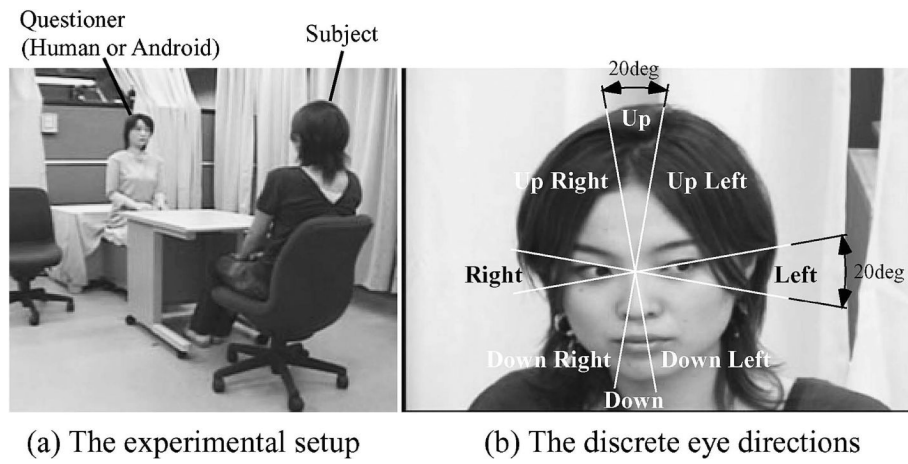 Questioner
(Human or Android)
Subject
20deg
Up
Up Right
Up Left
Right
Left
20deg
Down Right
Down Left
Down
(a) The experimental setup
(b) The discrete eye directions